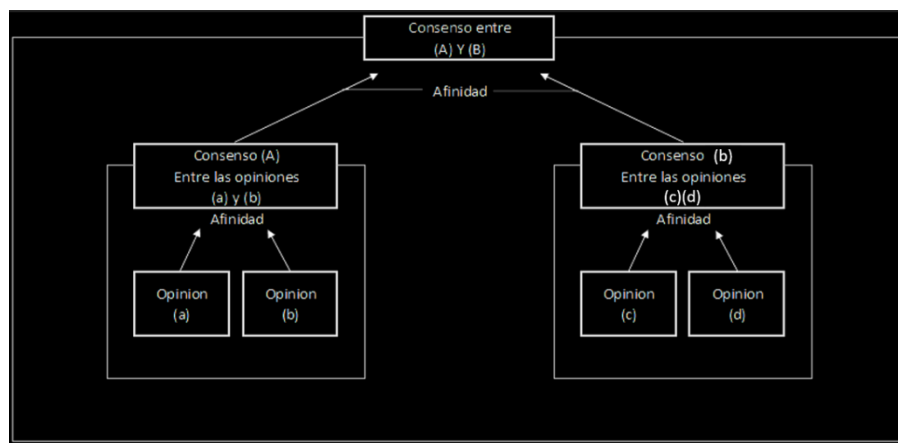 Consenso entre
(A) Y (B)
Afinidad
Consenso (A)
Entre las opiniones
(a) y (b)
Afinidad
Opinion
(a)
Opinion
(b)
Consenso (b)
Entre las opiniones
(c)(d)
Afinidad
Opinion
(c)
Opinion
(d)